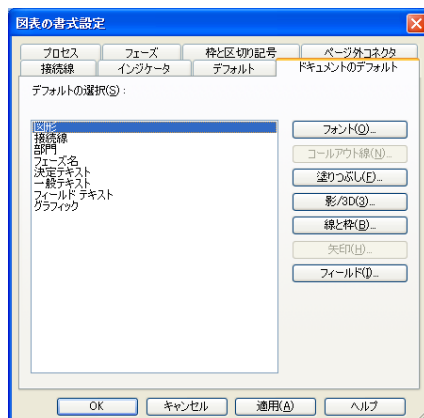 図表の書式設定
プロセス フェーズ 枠と区切り記号 ページ外コネクタ
接続線 インジケータ デフォルト ドキュメントのデフォルト
デフォルトの選択(S):
図形
接続線
部門
フェーズ名
決定テキスト
一般テキスト
フィールド テキスト
グラフィック
フォント(O)...
コールアウト線(N)...
塗りつぶし(F)...
影/3D(3)...
線と枠(B)...
矢印(H)...
フィールド(I)...
OK キャンセル 適用(A) ヘルプ